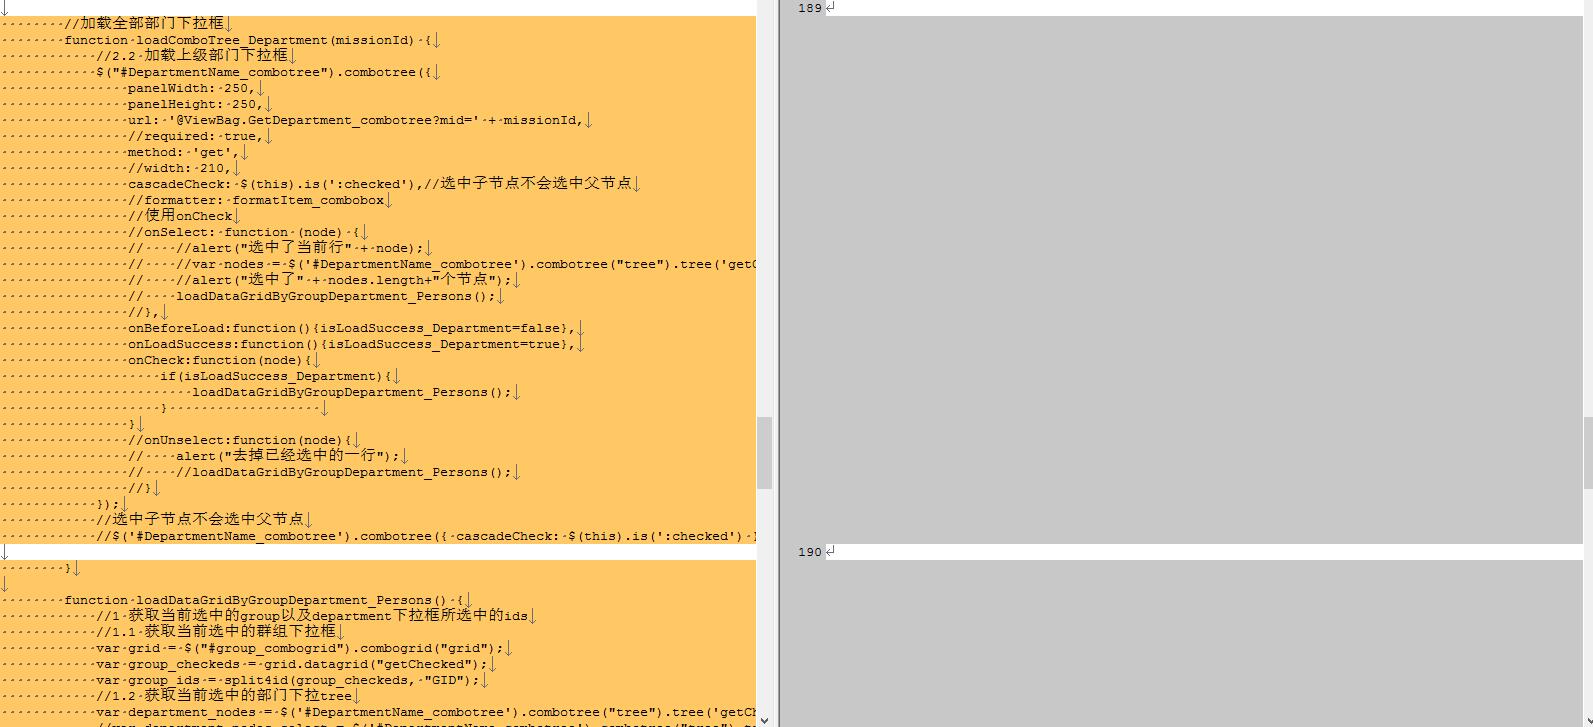 189
//加载全部部门下拉框
function loadComboTree_Department(missionId) {
//2.2 加载上级部门下拉框
$("#DepartmentName_combotree").combotree({
panelWidth: 250,
panelHeight: 250,
url: '@ViewBag.GetDepartment_combotree?mid=' + missionId,
//required: true,
method: 'get',
//width: 210,
cascadeCheck: $(this).is(':checked'),//选中子节点不会选中父节点
//formatter: formatItem_combobox
//使用onCheck
//onSelect: function (node) {
//    //alert("选中了当前行" + node);
//    //var nodes = $('#DepartmentName_combotree').combotree("tree").tree('getC
//    //alert("选中了" + nodes.length+"个节点");
//    loadDataGridByGroupDepartment_Persons();
//},
onBeforeLoad:function(){isLoadSuccess_Department=false},
onLoadSuccess:function(){isLoadSuccess_Department=true},
onCheck:function(node){
if(isLoadSuccess_Department){
loadDataGridByGroupDepartment_Persons();
}
}
//onUnselect:function(node){
//    alert("去掉已经选中的一行");
//    //loadDataGridByGroupDepartment_Persons();
//}
});
//选中子节点不会选中父节点
//$('#DepartmentName_combotree').combotree({ cascadeCheck: $(this).is(':checked')
190
}
function loadDataGridByGroupDepartment_Persons() {
//1 获取当前选中的group以及department下拉框所选中的ids
//1.1 获取当前选中的群组下拉框
var grid = $("#group_combogrid").combogrid("grid");
var group_checkeds = grid.datagrid("getChecked");
var group_ids = split4id(group_checkeds, "GID");
//1.2 获取当前选中的部门下拉tree
var department_nodes = $('#DepartmentName_combotree').combotree("tree").tree('getCh